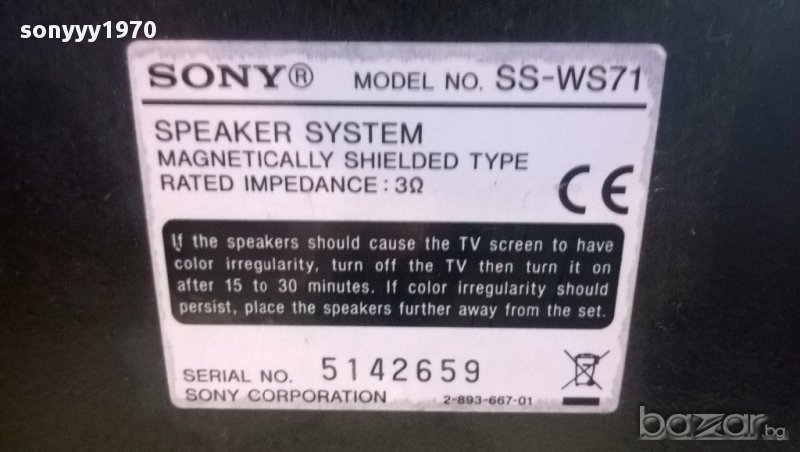 sonyyy1970
SONY® MODEL NO. SS-WS71
SPEAKER SYSTEM
MAGNETICALLY SHIELDED TYPE
RATED IMPEDANCE : 3Ω
CE
If the speakers should cause the TV screen to have
color irregularity, turn off the TV then turn it on
after 15 to 30 minutes. If color irregularity should
persist, place the speakers further away from the set.
SERIAL NO. 5142659
SONY CORPORATION 2-893-667-01
bazar.bg